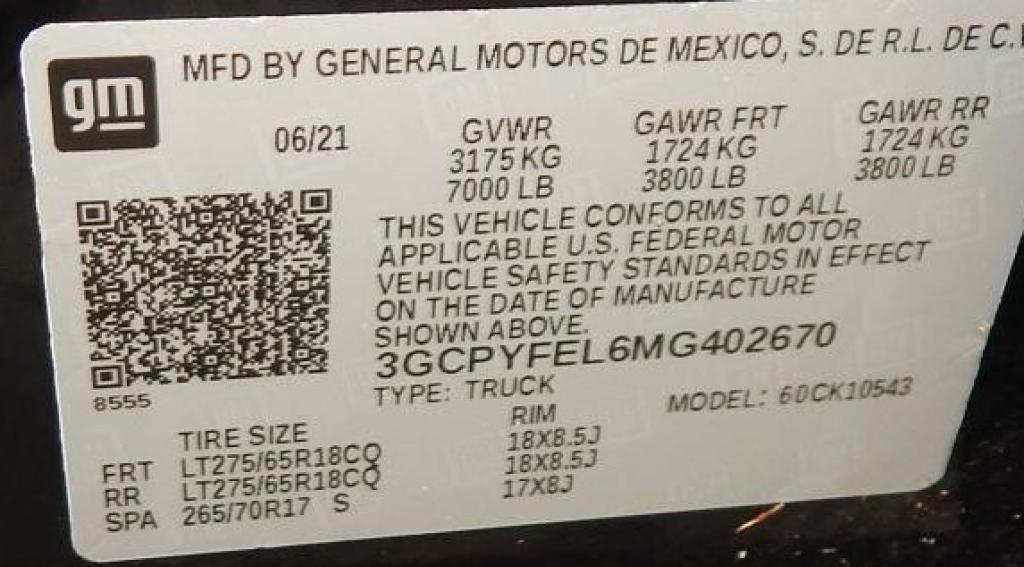 gm
MFD BY GENERAL MOTORS DE MEXICO, S. DE R.L. DE C.
06/21
GVWR GAWR FRT GAWR RR
3175 KG 1724 KG 1724 KG
7000 LB 3800 LB 3800 LB
THIS VEHICLE CONFORMS TO ALL
APPLICABLE U.S. FEDERAL MOTOR
VEHICLE SAFETY STANDARDS IN EFFECT
ON THE DATE OF MANUFACTURE
SHOWN ABOVE.
3GCPYFEL6MG402670
8555
TYPE: TRUCK MODEL: 60CK10543
TIRE SIZE RIM
FRT LT275/65R18CQ 18X8.5J
RR LT275/65R18CQ 18X8.5J
SPA 265/70R17 S 17X8J